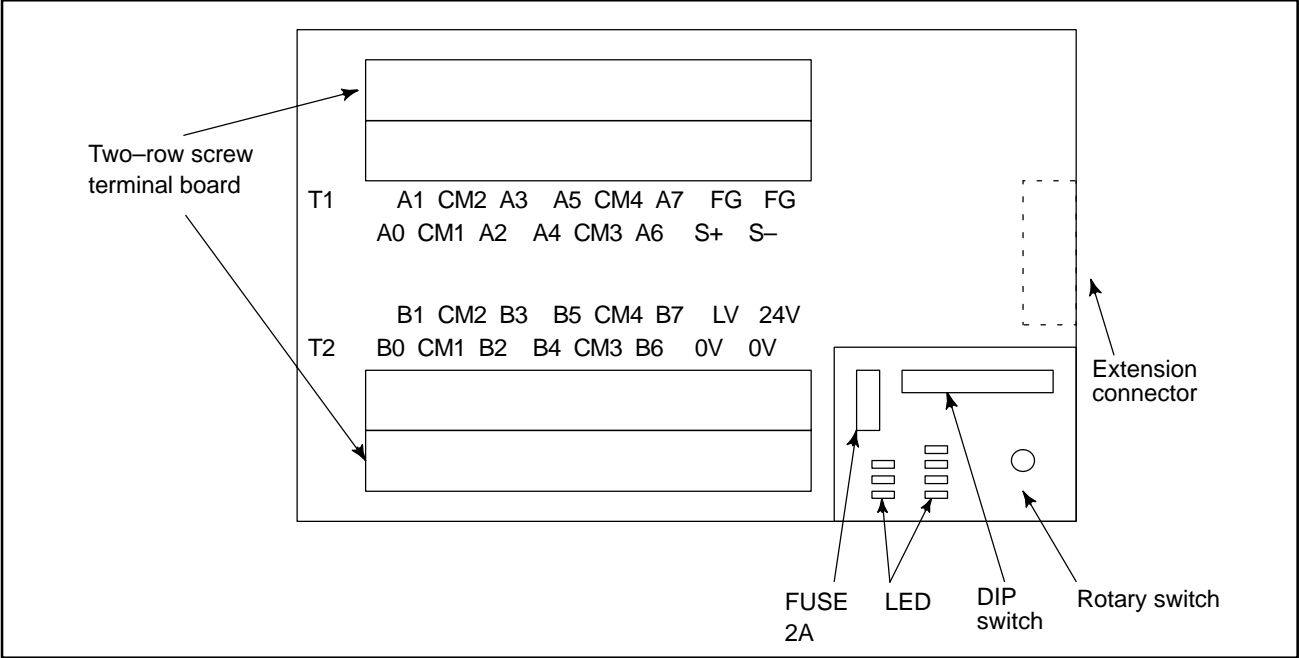 Two–row screw
terminal board
T1 A1 CM2 A3 A5 CM4 A7 FG FG
A0 CM1 A2 A4 CM3 A6 S+ S–
B1 CM2 B3 B5 CM4 B7 LV 24V
T2 B0 CM1 B2 B4 CM3 B6 0V 0V
Extension
connector
FUSE
2A
LED
DIP
switch
Rotary switch